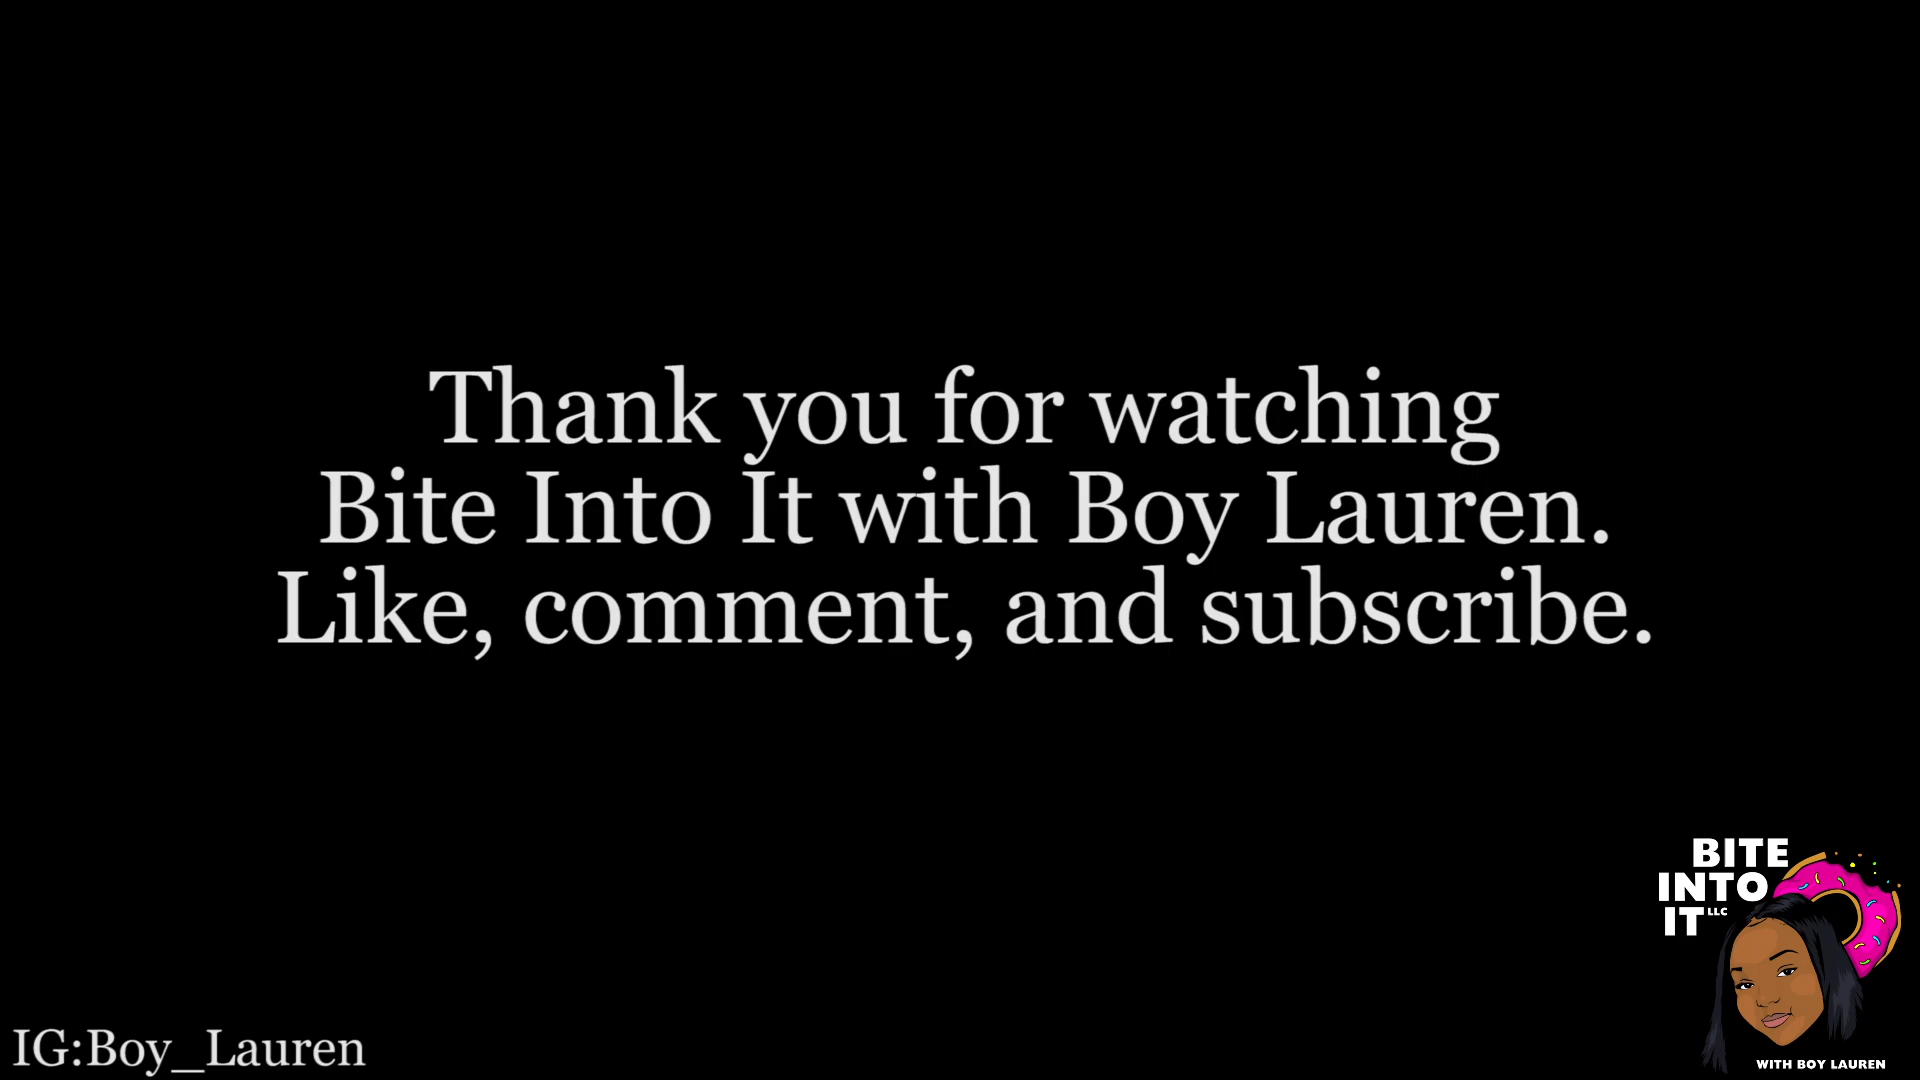 Thank you for watching
Bite Into It with Boy Lauren.
Like, comment, and subscribe.
BITE
INTO
IT LLC
WITH BOY LAUREN
IG:Boy_Lauren